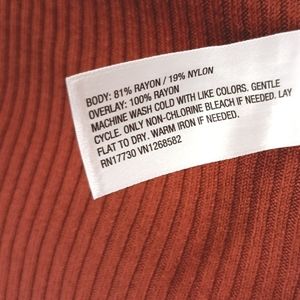 BODY: 81% RAYON / 19% NYLON
OVERLAY: 100% RAYON
MACHINE WASH COLD WITH LIKE COLORS. GENTLE
CYCLE. ONLY NON-CHLORINE BLEACH IF NEEDED. LAY
FLAT TO DRY. WARM IRON IF NEEDED.
RN17730 VN1268582